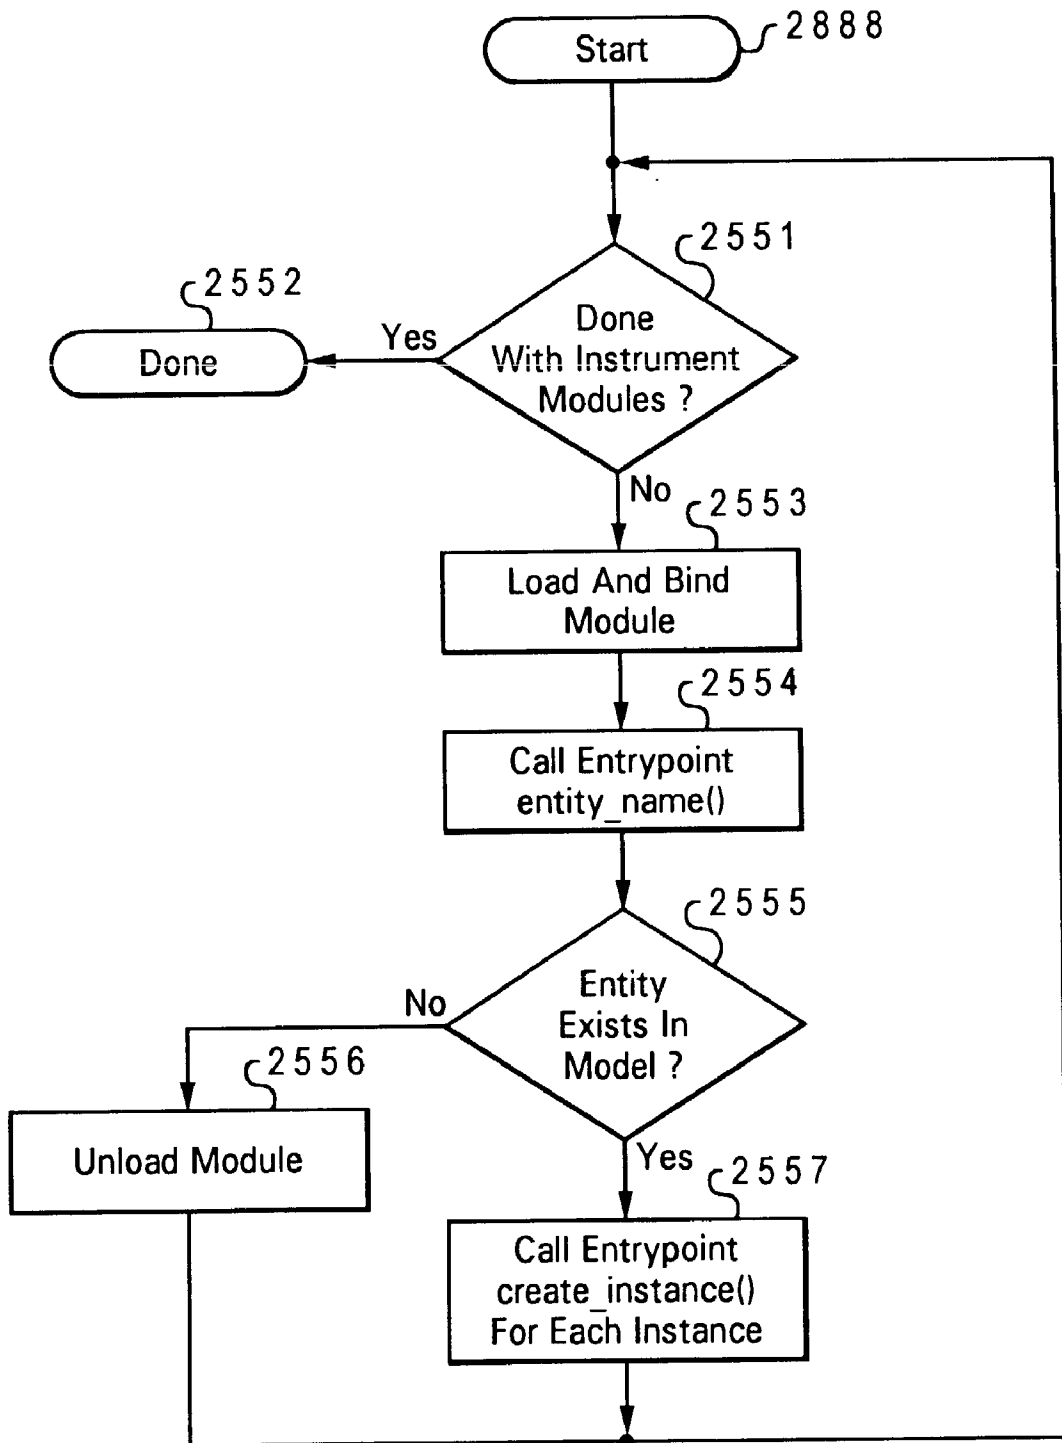 Start
2888
2551
2552
Done
With Instrument
Modules ?
Yes
Done
No
2553
Load And Bind
Module
2554
Call Entrypoint
entity_name()
2555
Entity
Exists In
Model ?
No
2556
Unload Module
Yes
2557
Call Entrypoint
create_instance()
For Each Instance